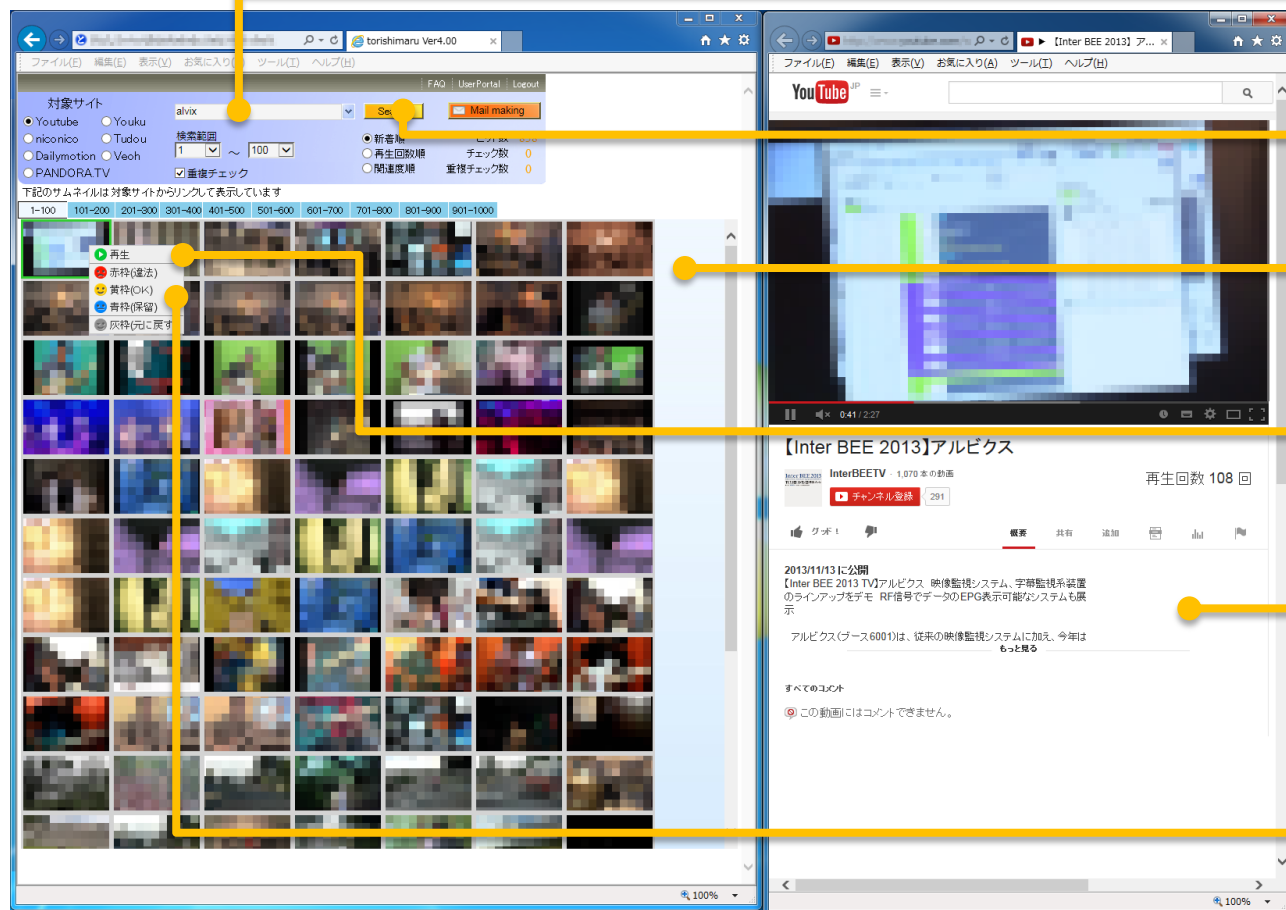 torishimaru Ver4.00
ファイル(F) 編集(E) 表示(V) お気に入り(A) ツール(T) ヘルプ(H)
FAQ | UserPortal | Logout
対象サイト
alvix
Mail making
Youtube Youku
niconico Tudou
Dailymotion Veoh
PANDORA.TV
検索範囲
1 ～ 100
重複チェック
新着順
再生回数順 チェック数 0
関連度順 重複チェック数 0
下記のサムネイルは対象サイトからリンクして表示しています
1-100 101-200 201-300 301-400 401-500 501-600 601-700 701-800 801-900 901-1000
再生
赤枠(違法)
黄枠(OK)
青枠(保留)
灰枠(元に戻す
100%
【Inter BEE 2013】ア...
ファイル(F) 編集(E) 表示(V) お気に入り(A) ツール(T) ヘルプ(H)
YouTube JP
0:41 / 2:27
【Inter BEE 2013】アルビクス
InterBEETV · 1,070 本の動画
チャンネル登録 291
再生回数 108 回
グッド！
概要 共有 追加
2013/11/13 に公開
【Inter BEE 2013 TV】アルビクス 映像監視システム、字幕監視系装置
のラインアップをデモ RF信号でデータのEPG表示可能なシステムも展
示
アルビクス(ブース6001)は、従来の映像監視システムに加え、今年は
もっと見る
すべてのコメント
この動画にはコメントできません。
100%